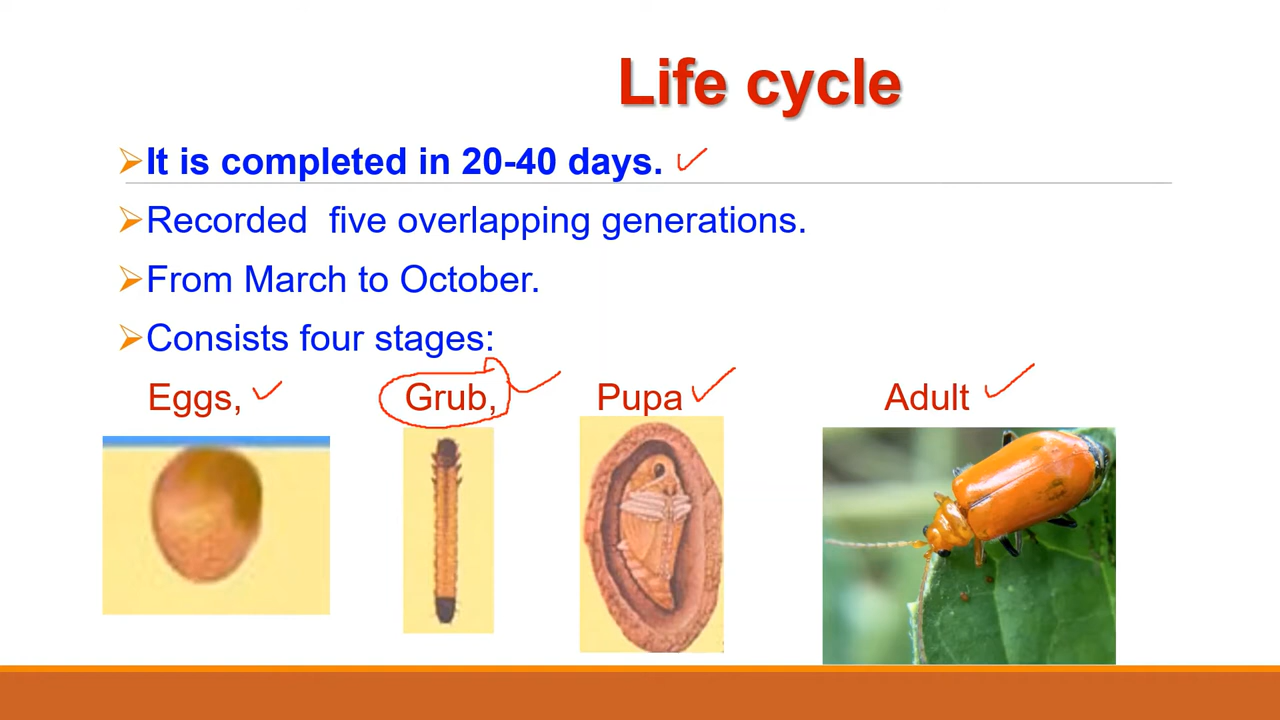 Life cycle
It is completed in 20-40 days.
Recorded five overlapping generations.
From March to October.
Consists four stages:
Eggs, Grub, Pupa Adult